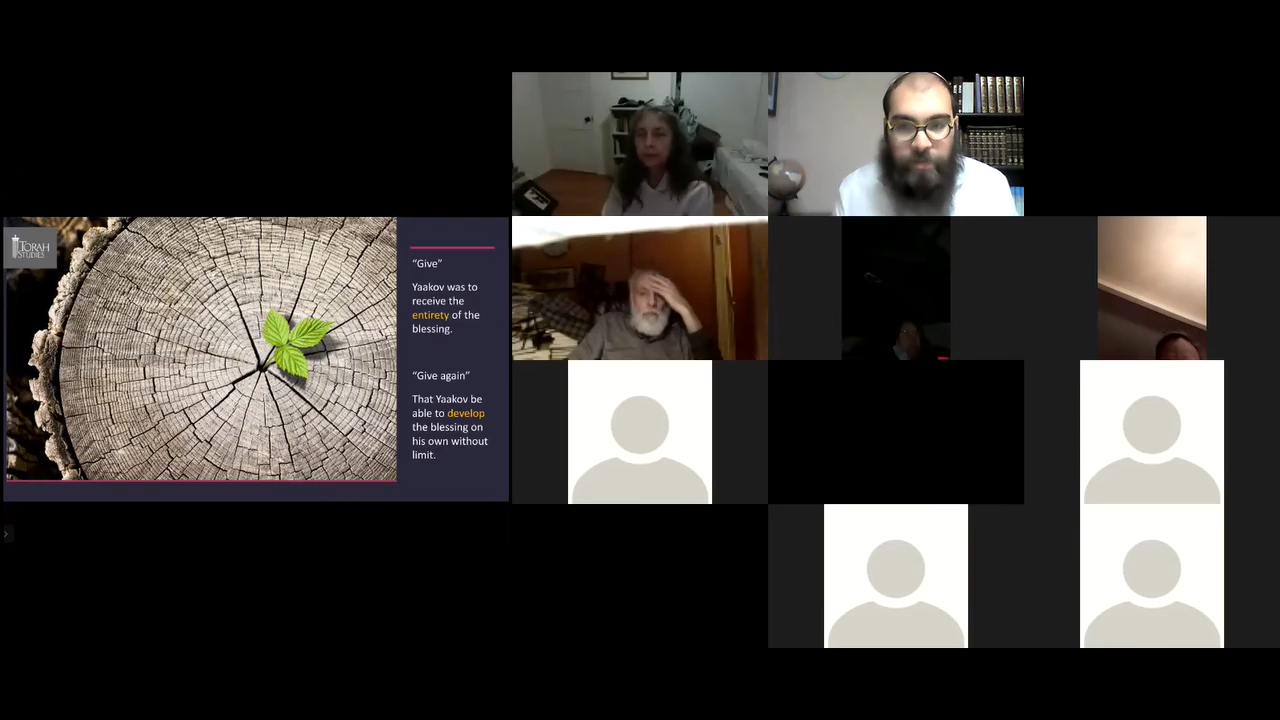 TORAH
STUDIES
“Give”
Yaakov was to
receive the
entirety of the
blessing.
“Give again”
That Yaakov be
able to develop
the blessing on
his own without
limit.